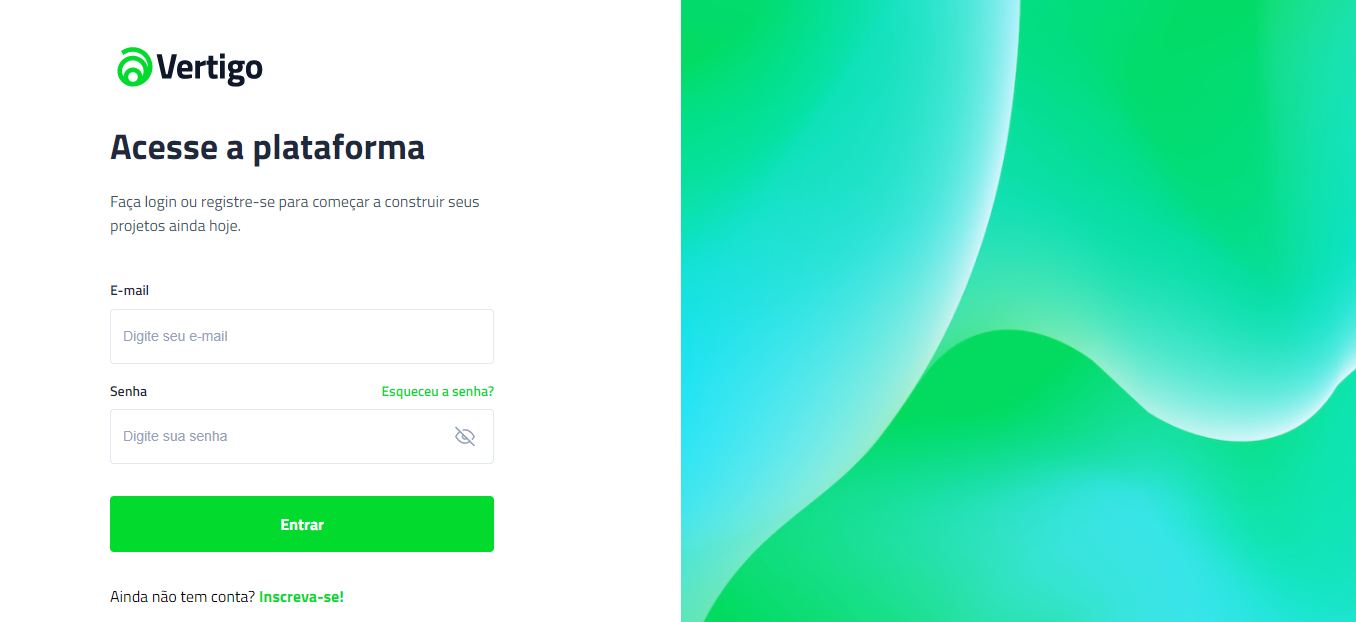 Vertigo
Acesse a plataforma
Faça login ou registre-se para começar a construir seus
projetos ainda hoje.
E-mail
Digite seu e-mail
Senha
Esqueceu a senha?
Digite sua senha
Entrar
Ainda não tem conta? Inscreva-se!